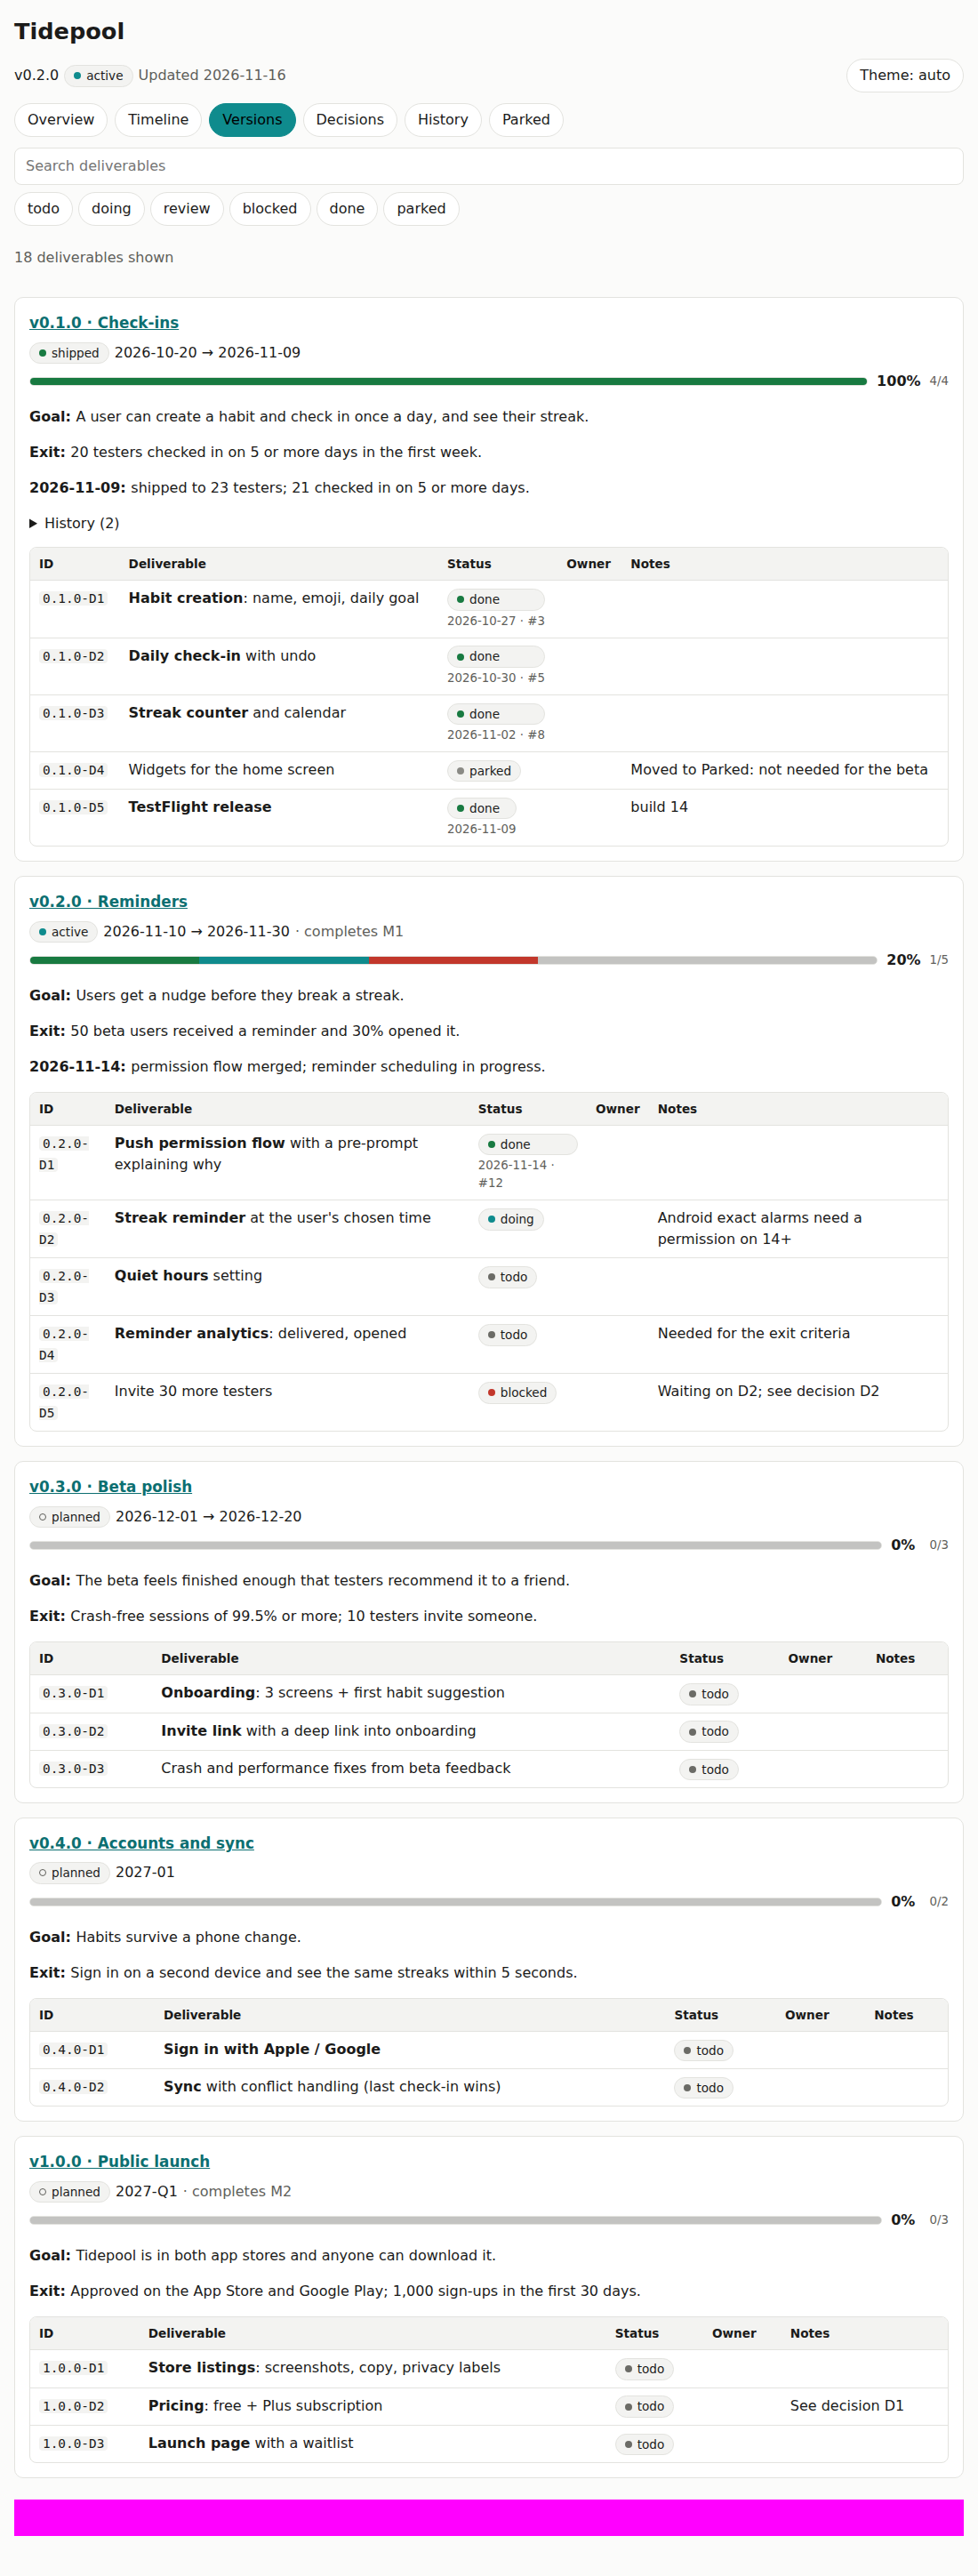 Tidepool
v0.2.0 active Updated 2026-11-16 Theme: auto
Overview Timeline Versions Decisions History Parked
Search deliverables
todo doing review blocked done parked
18 deliverables shown
v0.1.0 · Check-ins
shipped 2026-10-20 → 2026-11-09
100% 4/4
Goal: A user can create a habit and check in once a day, and see their streak.
Exit: 20 testers checked in on 5 or more days in the first week.
2026-11-09: shipped to 23 testers; 21 checked in on 5 or more days.
History (2)
ID Deliverable Status Owner Notes
0.1.0-D1 Habit creation: name, emoji, daily goal done
2026-10-27 · #3
0.1.0-D2 Daily check-in with undo done
2026-10-30 · #5
0.1.0-D3 Streak counter and calendar done
2026-11-02 · #8
0.1.0-D4 Widgets for the home screen parked Moved to Parked: not needed for the beta
0.1.0-D5 TestFlight release done build 14
2026-11-09
v0.2.0 · Reminders
active 2026-11-10 → 2026-11-30 · completes M1
20% 1/5
Goal: Users get a nudge before they break a streak.
Exit: 50 beta users received a reminder and 30% opened it.
2026-11-14: permission flow merged; reminder scheduling in progress.
ID Deliverable Status Owner Notes
0.2.0- Push permission flow with a pre-prompt done
D1 explaining why 2026-11-14 ·
#12
0.2.0- Streak reminder at the user's chosen time doing Android exact alarms need a
D2 permission on 14+
0.2.0- Quiet hours setting todo
D3
0.2.0- Reminder analytics: delivered, opened todo Needed for the exit criteria
D4
0.2.0- Invite 30 more testers blocked Waiting on D2; see decision D2
D5
v0.3.0 · Beta polish
planned 2026-12-01 → 2026-12-20
0% 0/3
Goal: The beta feels finished enough that testers recommend it to a friend.
Exit: Crash-free sessions of 99.5% or more; 10 testers invite someone.
ID Deliverable Status Owner Notes
0.3.0-D1 Onboarding: 3 screens + first habit suggestion todo
0.3.0-D2 Invite link with a deep link into onboarding todo
0.3.0-D3 Crash and performance fixes from beta feedback todo
v0.4.0 · Accounts and sync
planned 2027-01
0% 0/2
Goal: Habits survive a phone change.
Exit: Sign in on a second device and see the same streaks within 5 seconds.
ID Deliverable Status Owner Notes
0.4.0-D1 Sign in with Apple / Google todo
0.4.0-D2 Sync with conflict handling (last check-in wins) todo
v1.0.0 · Public launch
planned 2027-Q1 · completes M2
0% 0/3
Goal: Tidepool is in both app stores and anyone can download it.
Exit: Approved on the App Store and Google Play; 1,000 sign-ups in the first 30 days.
ID Deliverable Status Owner Notes
1.0.0-D1 Store listings: screenshots, copy, privacy labels todo
1.0.0-D2 Pricing: free + Plus subscription todo See decision D1
1.0.0-D3 Launch page with a waitlist todo